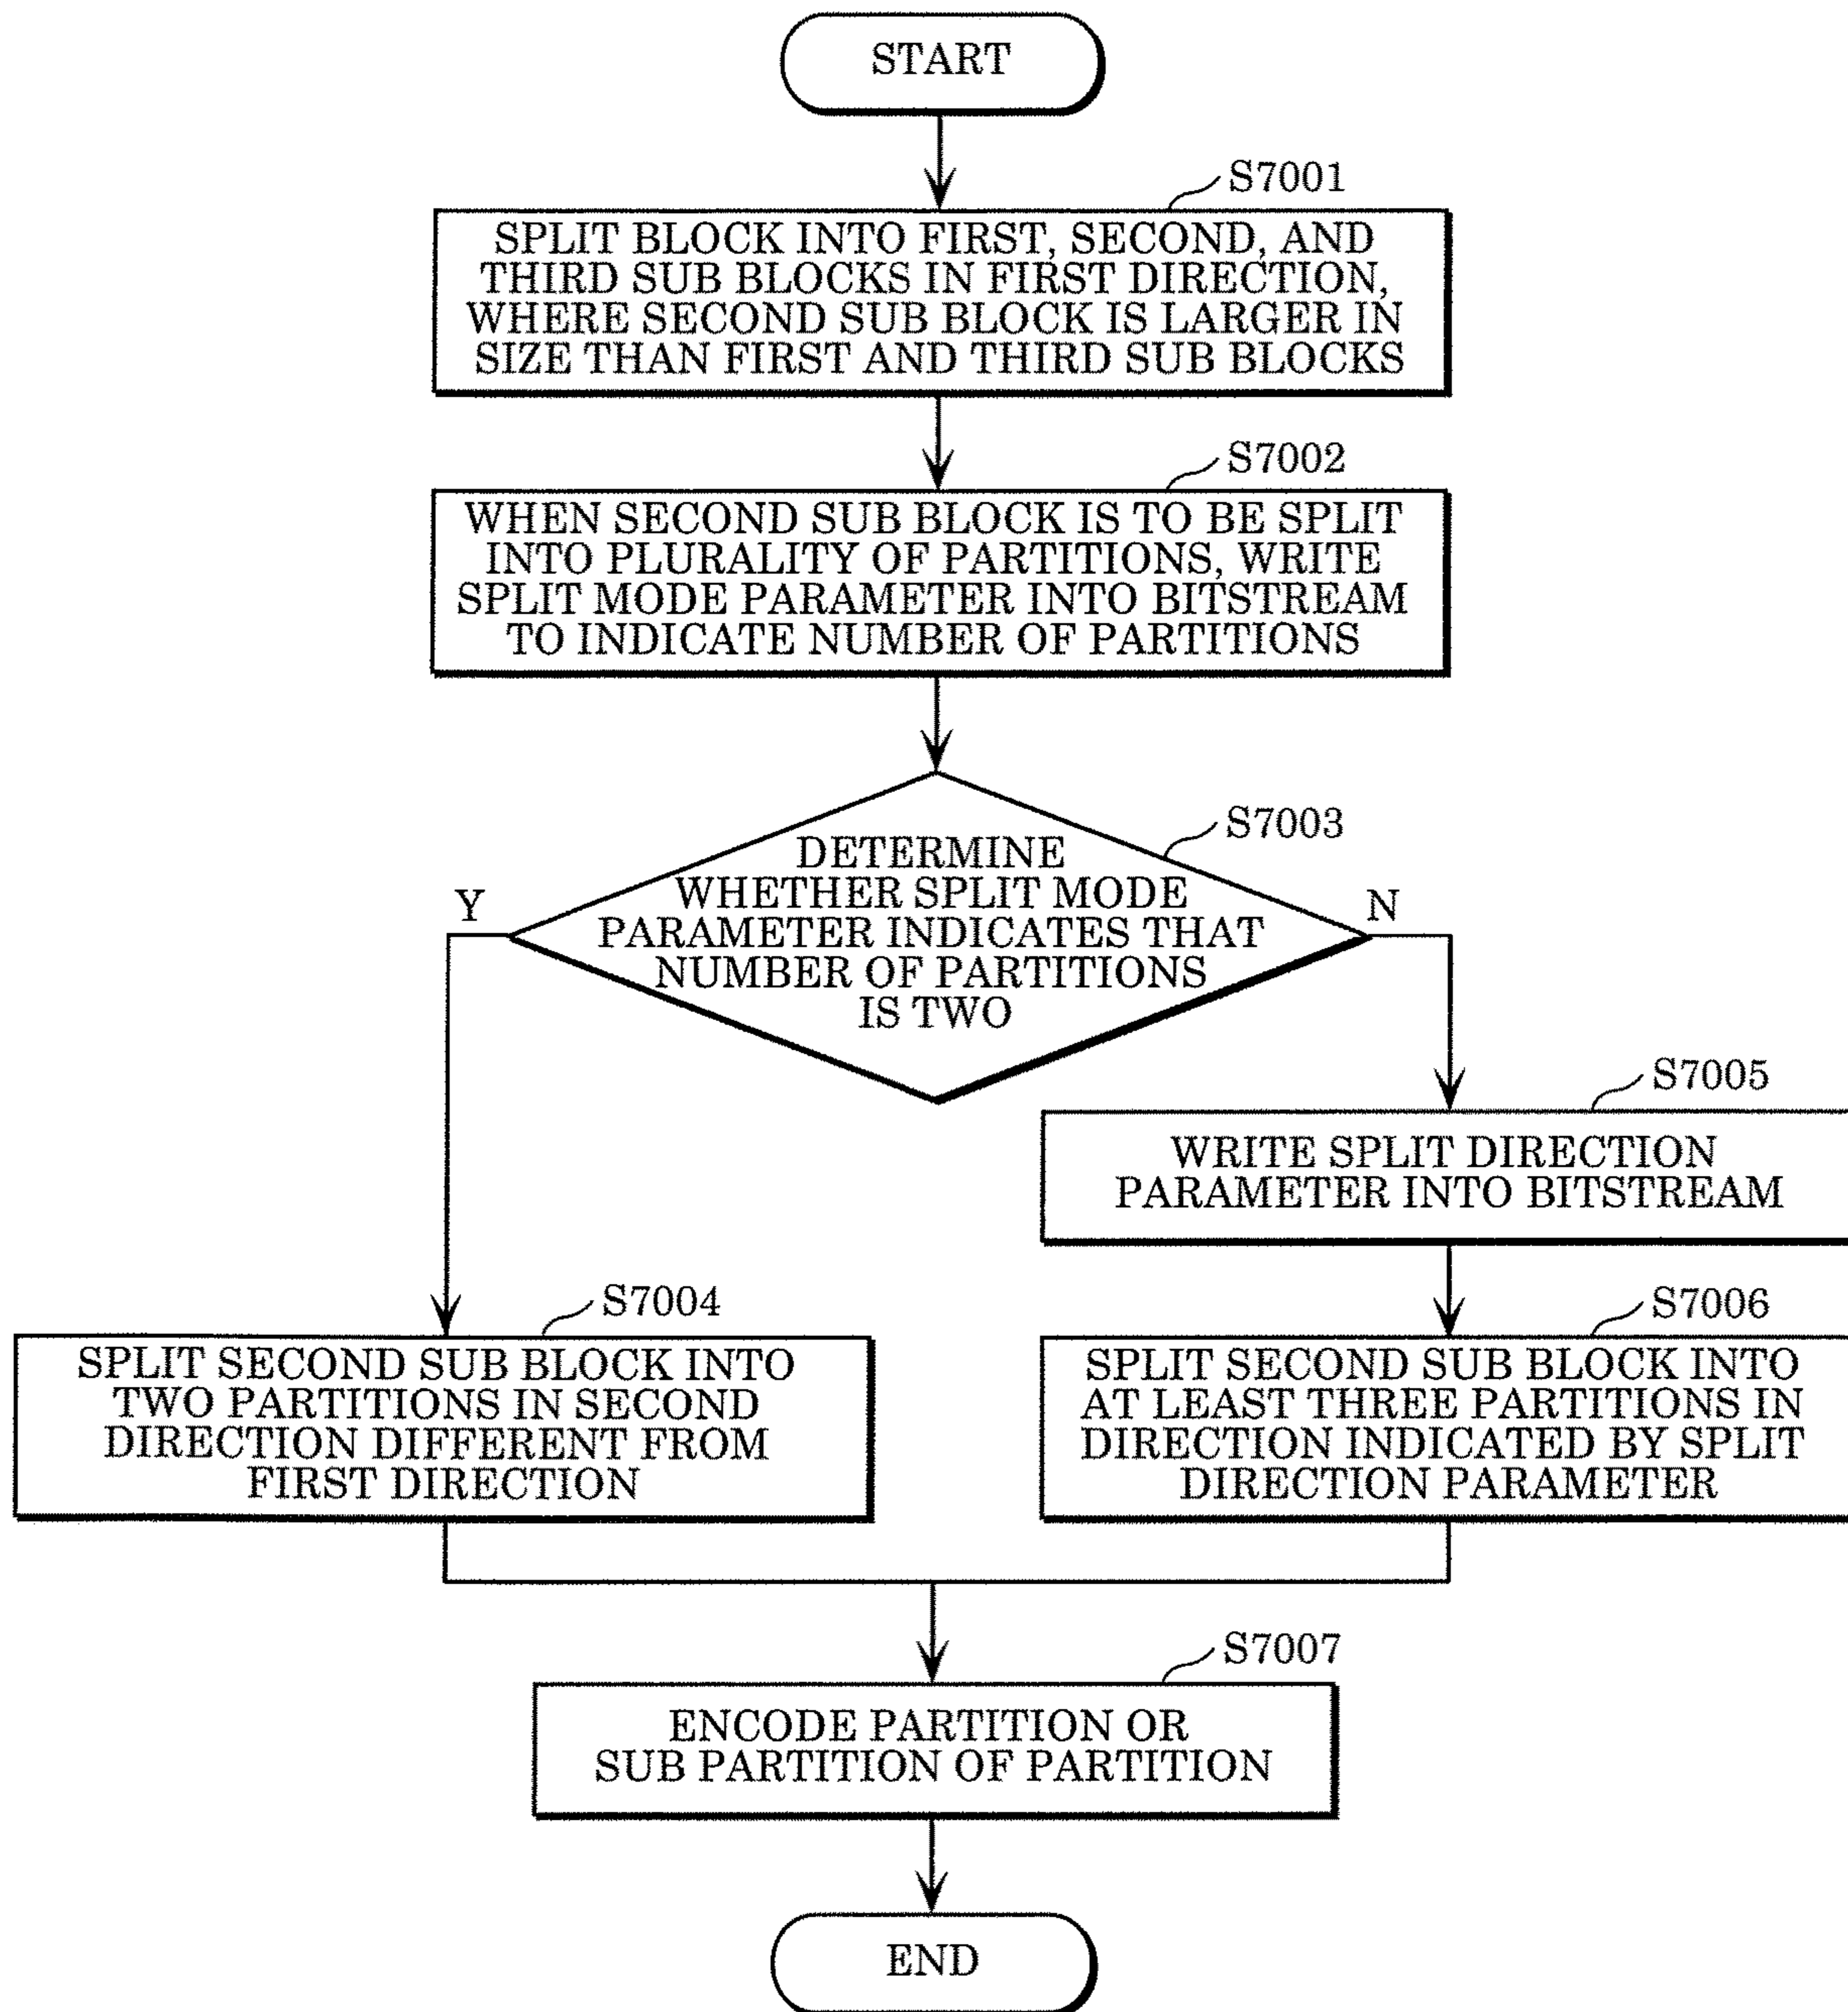 START
S7001
SPLIT BLOCK INTO FIRST, SECOND, AND
THIRD SUB BLOCKS IN FIRST DIRECTION,
WHERE SECOND SUB BLOCK IS LARGER IN
SIZE THAN FIRST AND THIRD SUB BLOCKS
S7002
WHEN SECOND SUB BLOCK IS TO BE SPLIT
INTO PLURALITY OF PARTITIONS, WRITE
SPLIT MODE PARAMETER INTO BITSTREAM
TO INDICATE NUMBER OF PARTITIONS
S7003
DETERMINE
WHETHER SPLIT MODE
PARAMETER INDICATES THAT
NUMBER OF PARTITIONS
IS TWO
Y
N
S7005
WRITE SPLIT DIRECTION
PARAMETER INTO BITSTREAM
S7004
SPLIT SECOND SUB BLOCK INTO
TWO PARTITIONS IN SECOND
DIRECTION DIFFERENT FROM
FIRST DIRECTION
S7006
SPLIT SECOND SUB BLOCK INTO
AT LEAST THREE PARTITIONS IN
DIRECTION INDICATED BY SPLIT
DIRECTION PARAMETER
S7007
ENCODE PARTITION OR
SUB PARTITION OF PARTITION
END